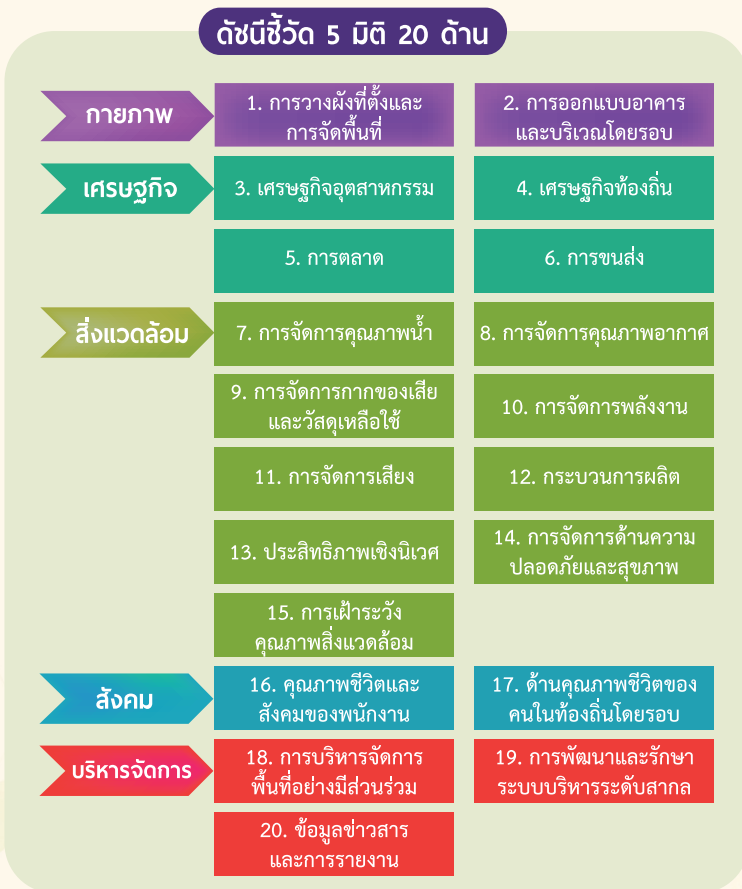 ดัชนีชี้วัด 5 มิติ 20 ด้าน
กายภาพ
1. การวางผังที่ตั้งและ
การจัดพื้นที่
2. การออกแบบอาคาร
และบริเวณโดยรอบ
เศรษฐกิจ
3. เศรษฐกิจอุตสาหกรรม
4. เศรษฐกิจท้องถิ่น
5. การตลาด
6. การขนส่ง
สิ่งแวดล้อม
7. การจัดการคุณภาพน้ำ
8. การจัดการคุณภาพอากาศ
9. การจัดการกากของเสีย
และวัสดุเหลือใช้
10. การจัดการพลังงาน
11. การจัดการเสียง
12. กระบวนการผลิต
13. ประสิทธิภาพเชิงนิเวศ
14. การจัดการด้านความ
ปลอดภัยและสุขภาพ
15. การเฝ้าระวัง
คุณภาพสิ่งแวดล้อม
สังคม
16. คุณภาพชีวิตและ
สังคมของพนักงาน
17. ด้านคุณภาพชีวิตของ
คนในท้องถิ่นโดยรอบ
บริหารจัดการ
18. การบริหารจัดการ
พื้นที่อย่างมีส่วนร่วม
19. การพัฒนาและรักษา
ระบบบริหารระดับสากล
20. ข้อมูลข่าวสาร
และการรายงาน